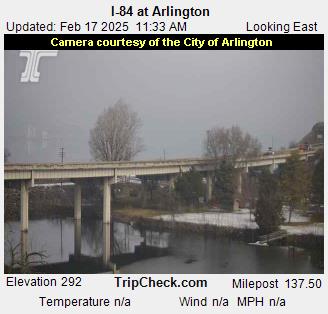 I-84 at Arlington
Updated: Feb 17 2025 11:33 AM Looking East
Camera courtesy of the City of Arlington
Elevation 292 TripCheck.com Milepost 137.50
Temperature n/a Wind n/a MPH n/a